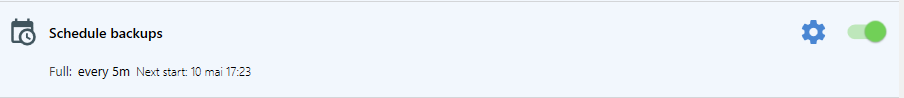 Schedule backups
Full: every 5m Next start: 10 mai 17:23